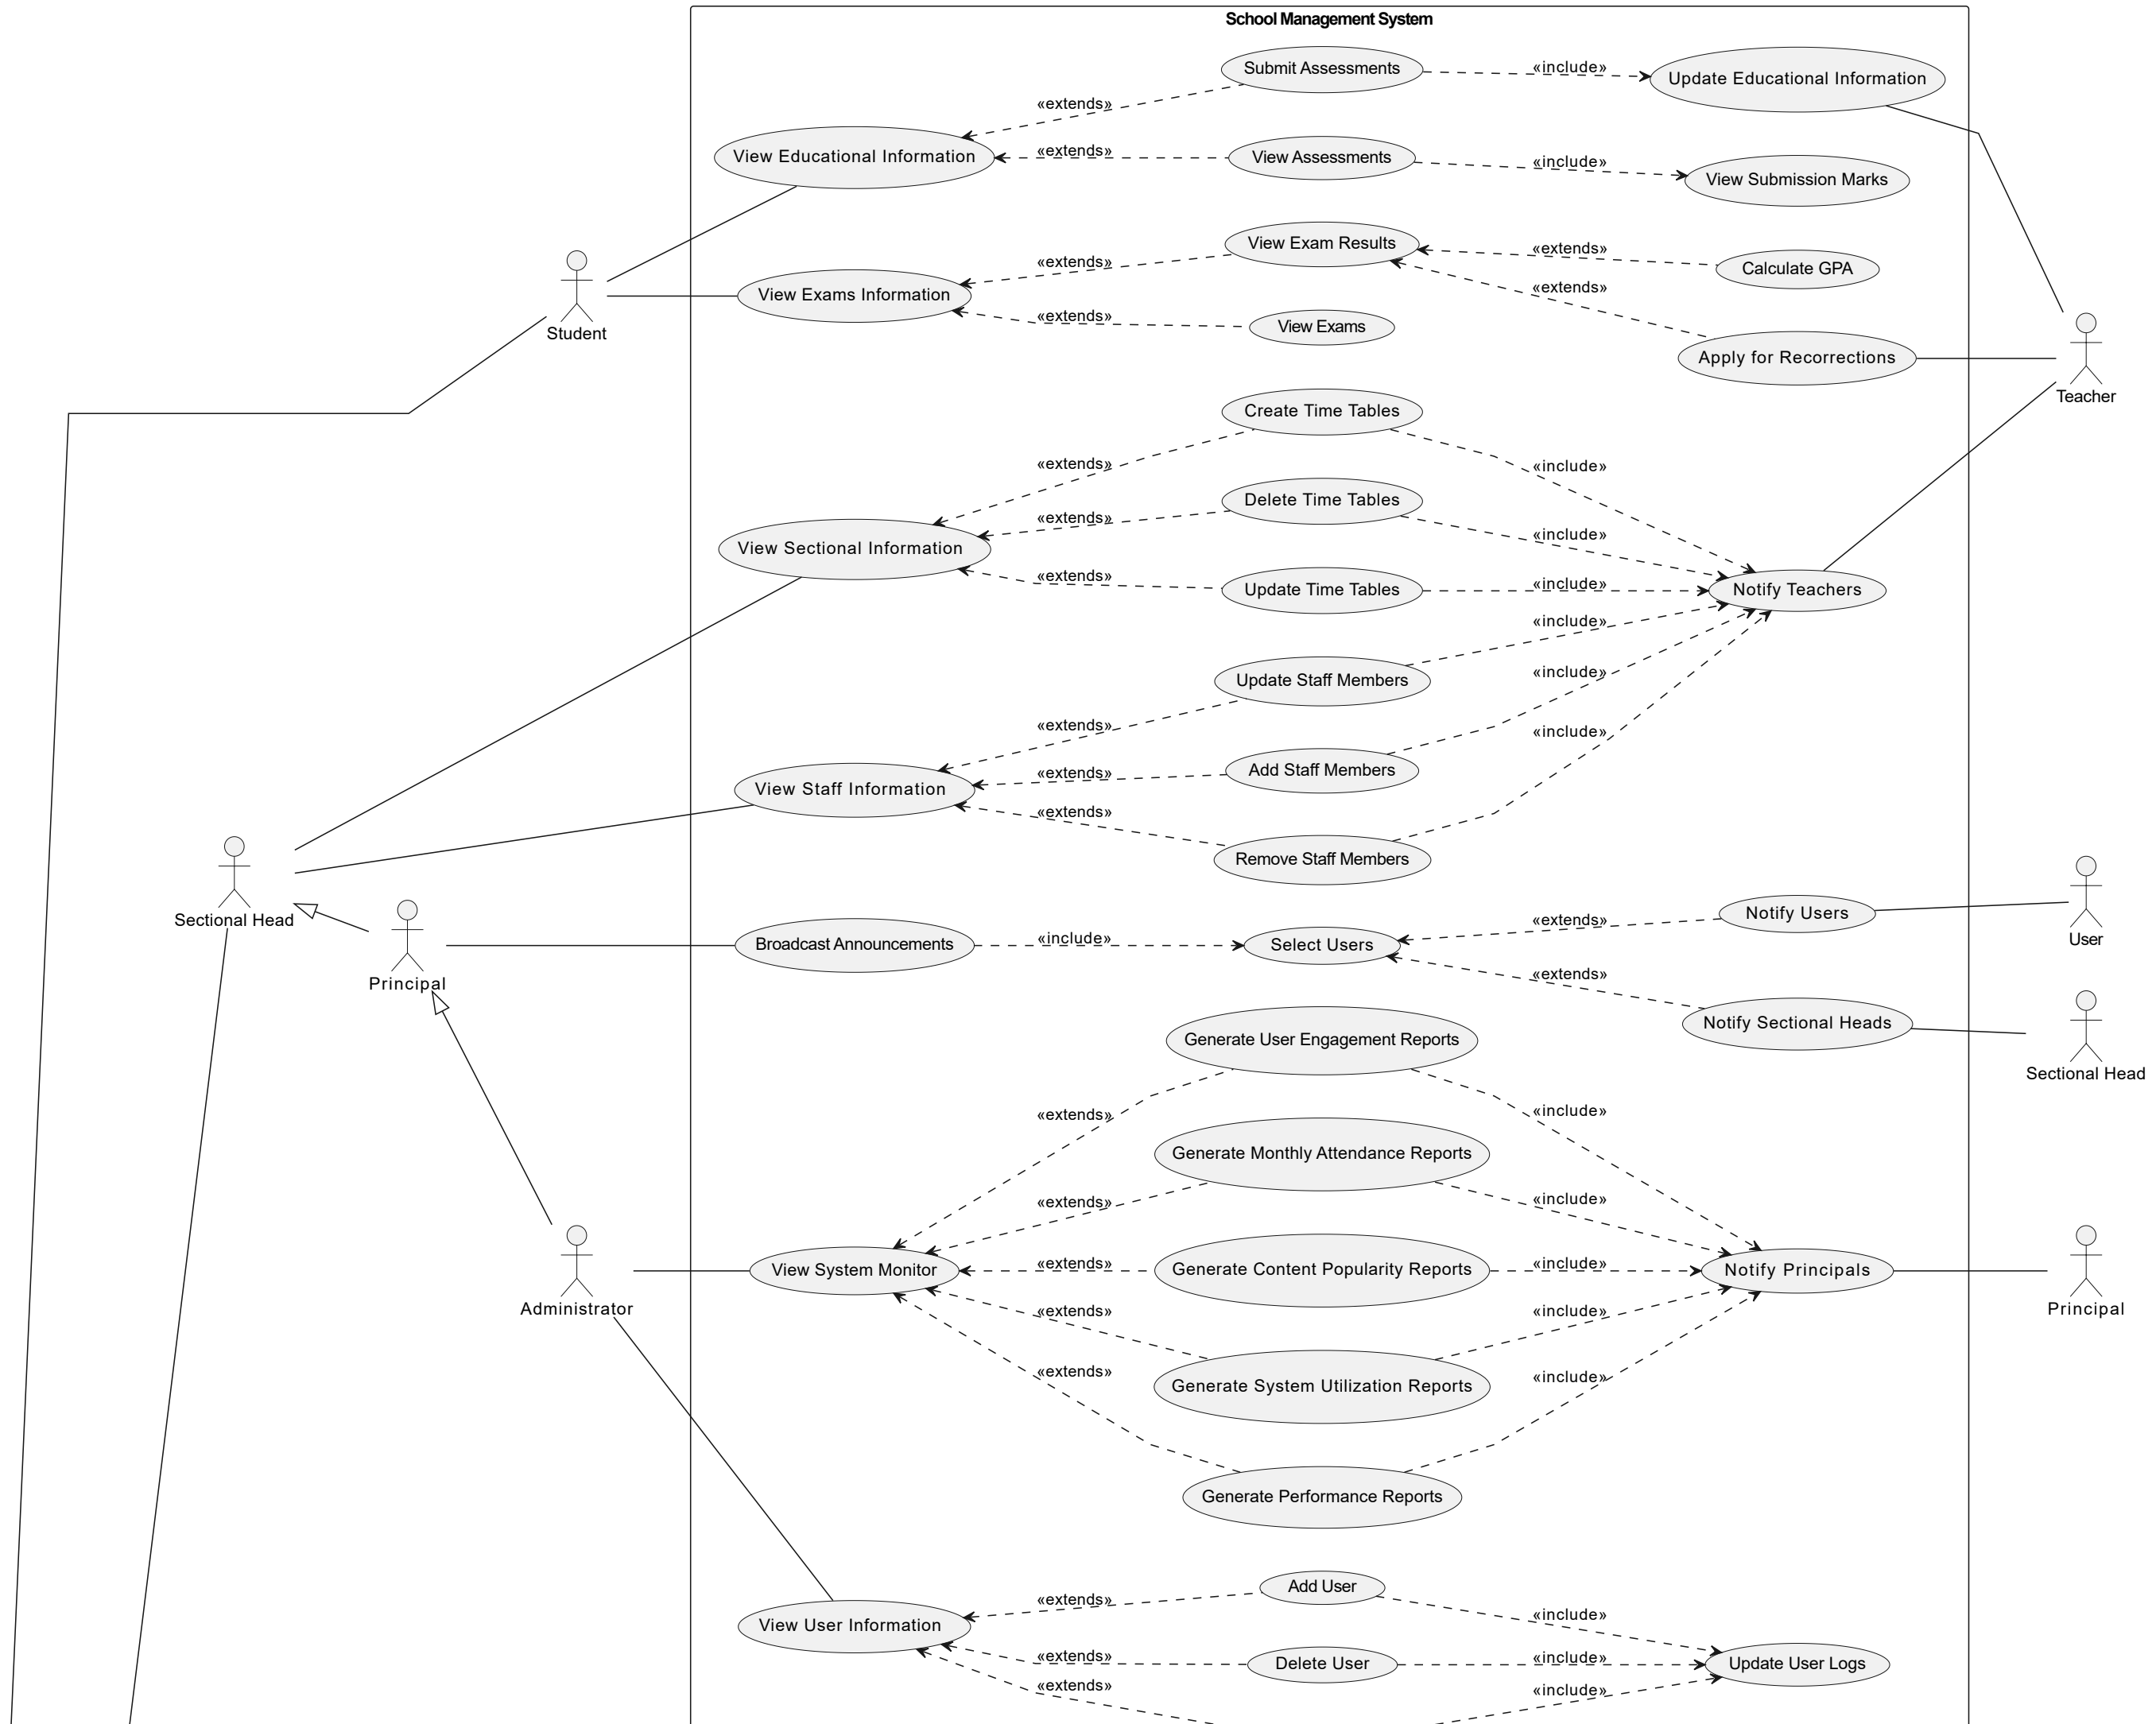 School Management System
Submit Assessments
«include»
Update Educational Information
«extends»
View Educational Information
«extends»
View Assessments
«include»
View Submission Marks
View Exam Results
«extends»
Calculate GPA
«extends»
View Exams Information
«extends»
«extends»
View Exams
Student
Apply for Recorrections
Teacher
Create Time Tables
«extends»
«include»
Delete Time Tables
«extends»
«include»
View Sectional Information
«extends»
Update Time Tables
«include»
Notify Teachers
«include»
Update Staff Members
«include»
«extends»
«include»
View Staff Information
«extends»
Add Staff Members
«extends»
Remove Staff Members
Sectional Head
Principal
Broadcast Announcements
«include»
Select Users
«extends»
Notify Users
User
«extends»
Notify Sectional Heads
Sectional Head
Generate User Engagement Reports
«extends»
«include»
Generate Monthly Attendance Reports
«extends»
«include»
Administrator
View System Monitor
«extends»
Generate Content Popularity Reports
«include»
Notify Principals
Principal
«extends»
«include»
Generate System Utilization Reports
«extends»
«include»
Generate Performance Reports
Add User
«extends»
«include»
View User Information
«extends»
Delete User
«include»
Update User Logs
«extends»
«include»